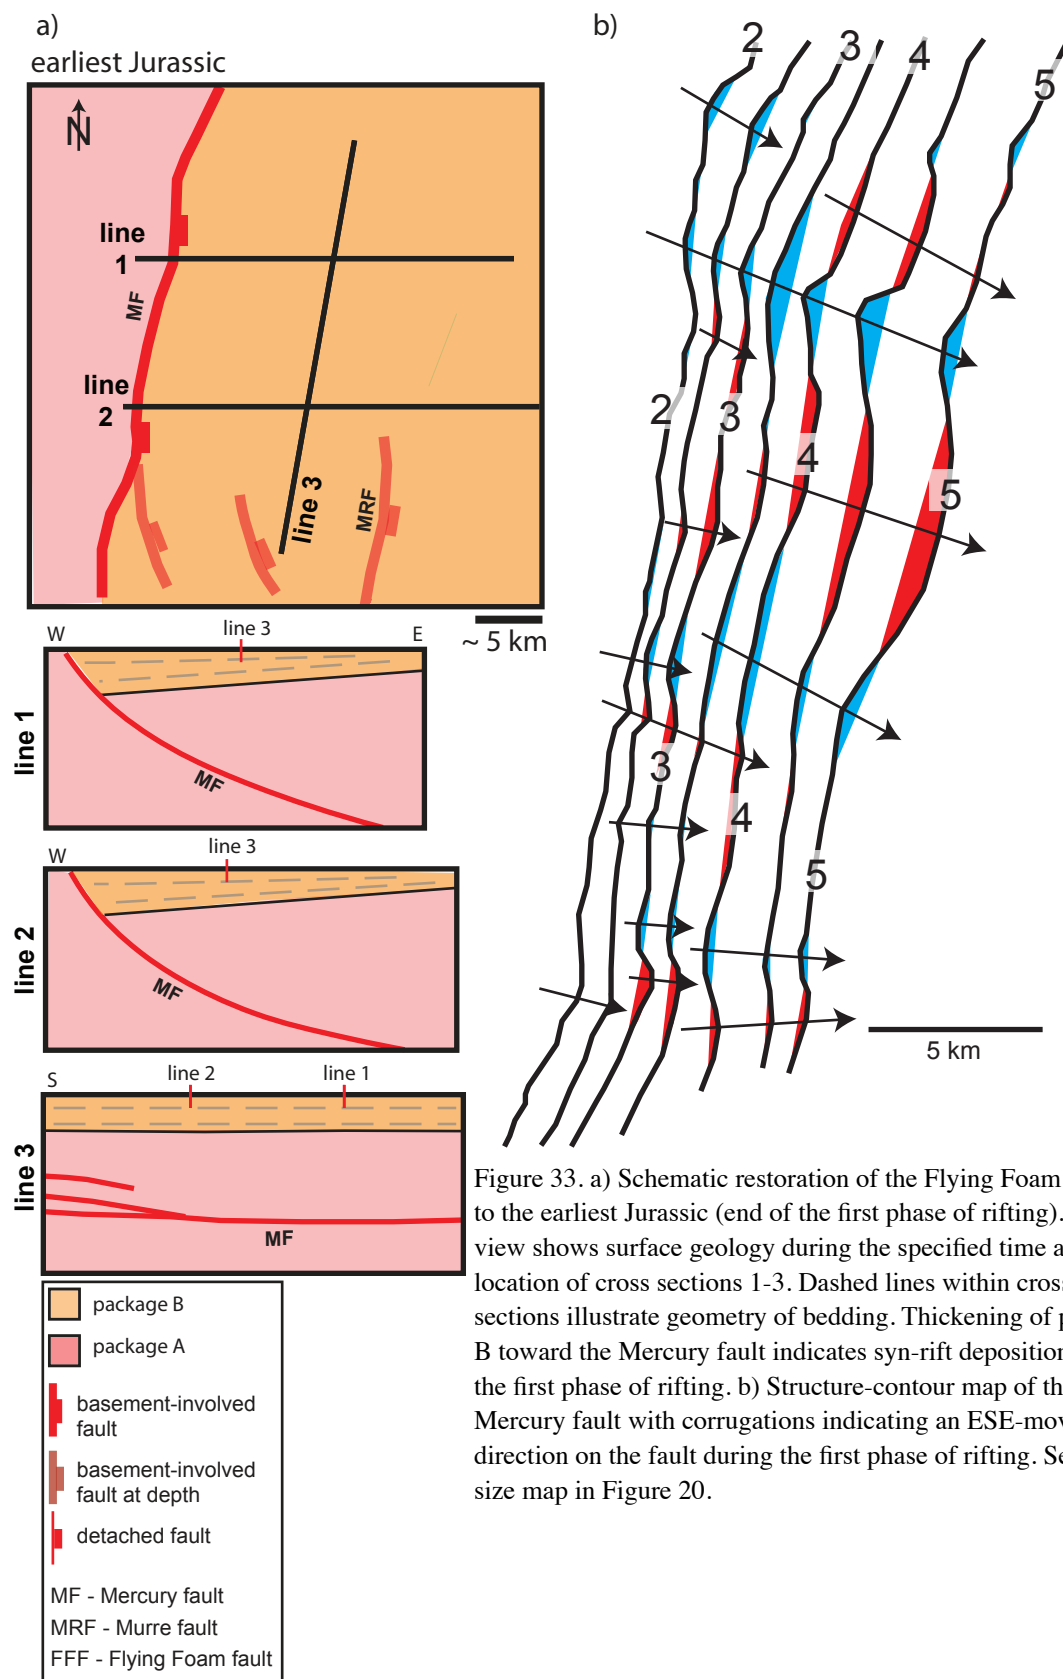 a)
earliest Jurassic
N
line
1
MF
line
2
line 3
MRF
~ 5 km
W
line 3
E
line 1
MF
W
line 3
line 2
MF
S
line 2
line 1
line 3
MF
package B
package A
basement-involved
fault
basement-involved
fault at depth
detached fault
MF - Mercury fault
MRF - Murre fault
FFF - Flying Foam fault
b)
2
3
4
5
2
3
4
5
3
4
5
5 km
Figure 33. a) Schematic restoration of the Flying Foam
to the earliest Jurassic (end of the first phase of rifting).
view shows surface geology during the specified time a
location of cross sections 1-3. Dashed lines within cross
sections illustrate geometry of bedding. Thickening of p
B toward the Mercury fault indicates syn-rift deposition
the first phase of rifting. b) Structure-contour map of th
Mercury fault with corrugations indicating an ESE-mov
direction on the fault during the first phase of rifting. Se
size map in Figure 20.